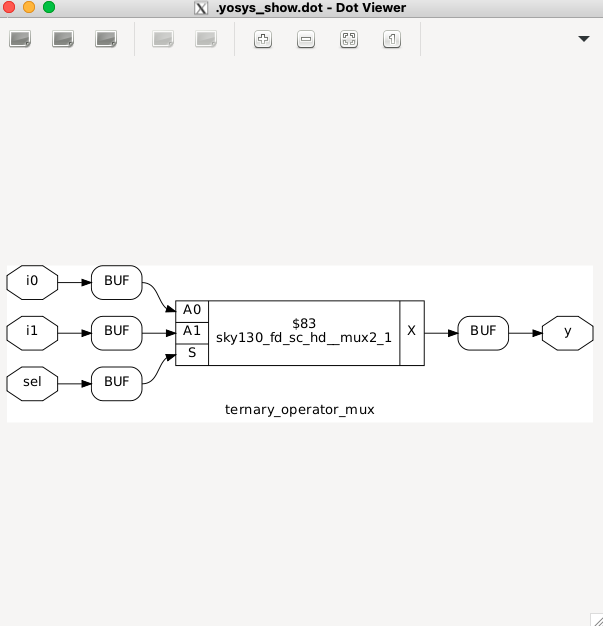 .yosys_show.dot - Dot Viewer
i0
BUF
i1
BUF
sel
BUF
A0
A1
S
$83
sky130_fd_sc_hd__mux2_1
X
BUF
y
ternary_operator_mux